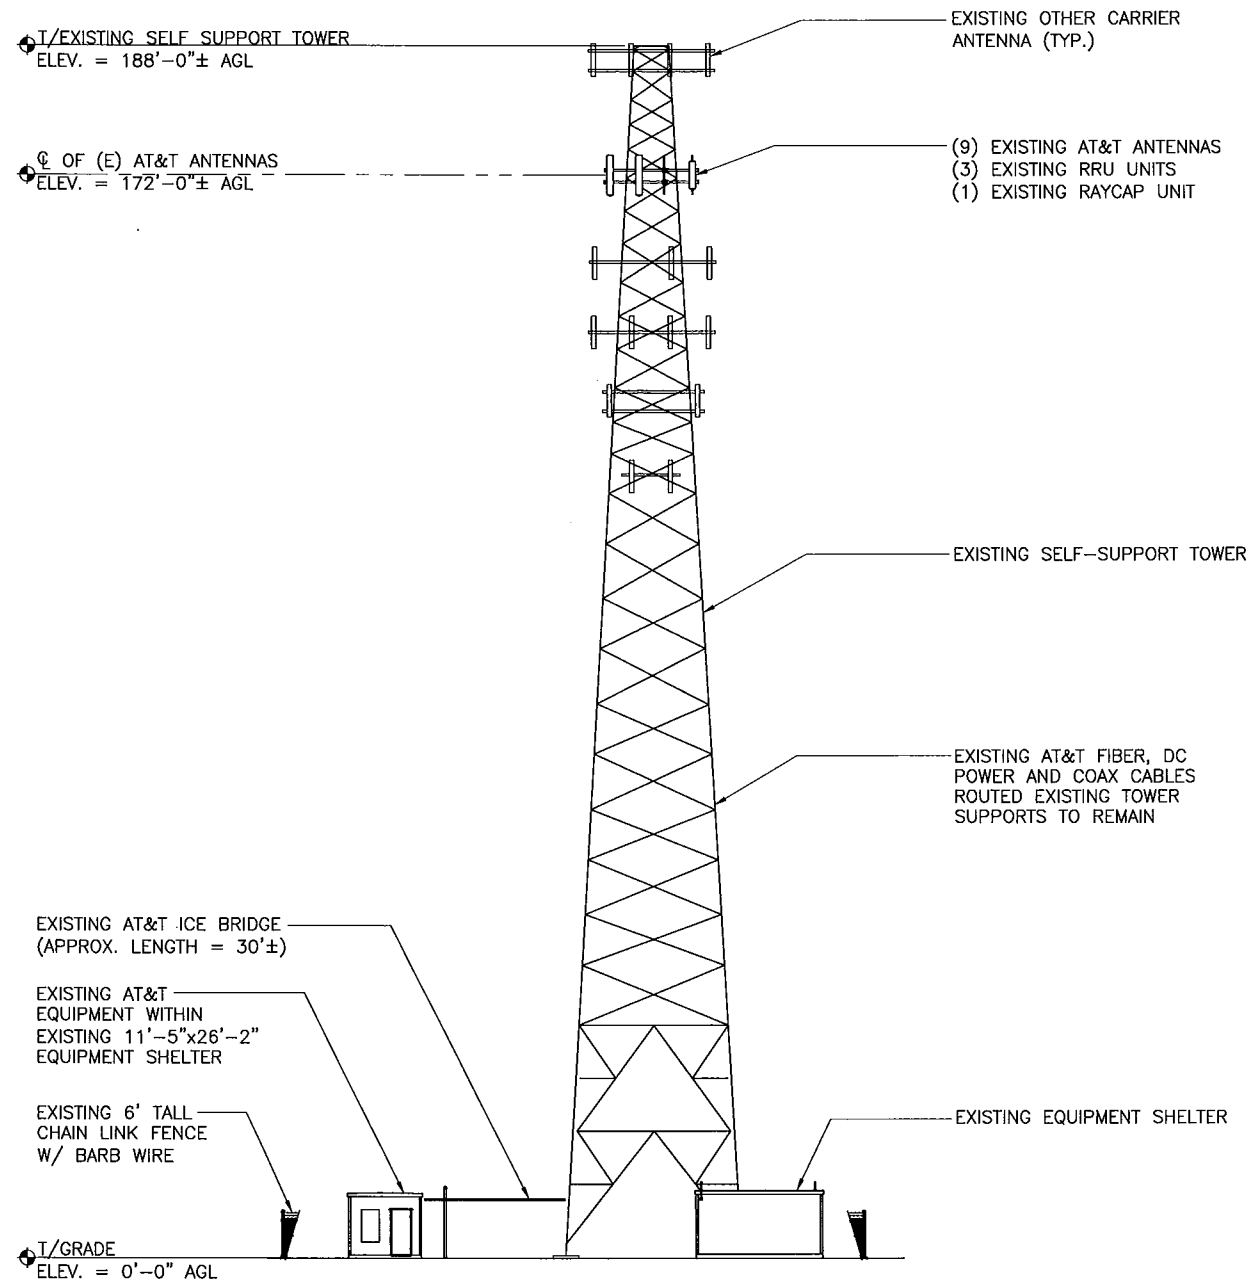 T/EXISTING SELF SUPPORT TOWER
ELEV. = 188'-0"± AGL
EXISTING OTHER CARRIER
ANTENNA (TYP.)
℄ OF (E) AT&T ANTENNAS
ELEV. = 172'-0"± AGL
(9) EXISTING AT&T ANTENNAS
(3) EXISTING RRU UNITS
(1) EXISTING RAYCAP UNIT
EXISTING SELF-SUPPORT TOWER
EXISTING AT&T FIBER, DC
POWER AND COAX CABLES
ROUTED EXISTING TOWER
SUPPORTS TO REMAIN
EXISTING AT&T ICE BRIDGE
(APPROX. LENGTH = 30'±)
EXISTING AT&T
EQUIPMENT WITHIN
EXISTING 11'-5"x26'-2"
EQUIPMENT SHELTER
EXISTING 6' TALL
CHAIN LINK FENCE
W/ BARB WIRE
EXISTING EQUIPMENT SHELTER
T/GRADE
ELEV. = 0'-0" AGL